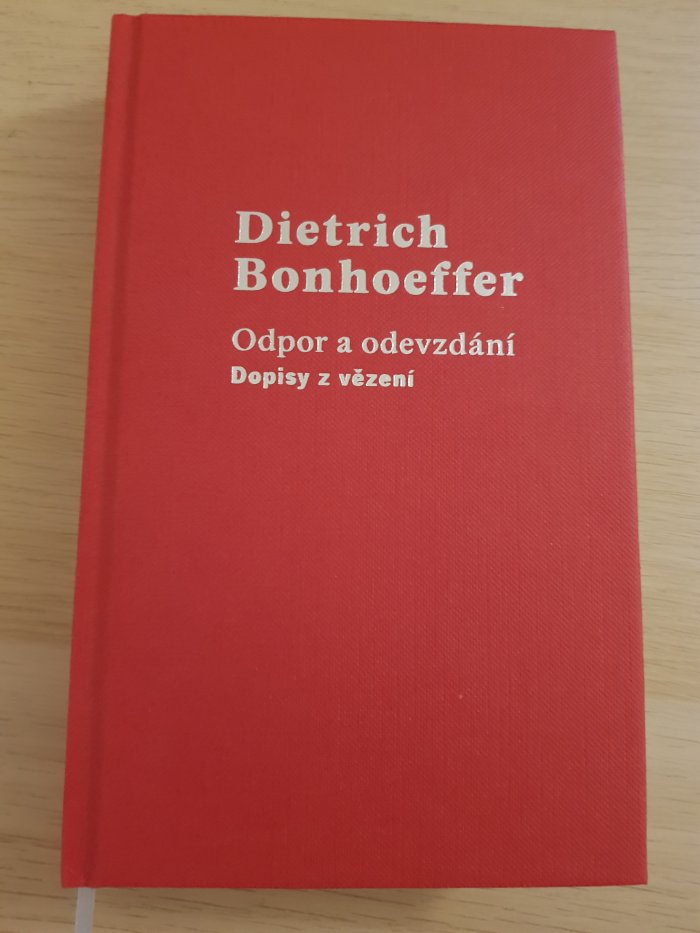 Dietrich
Bonhoeffer
Odpor a odevzdání
Dopisy z vězení